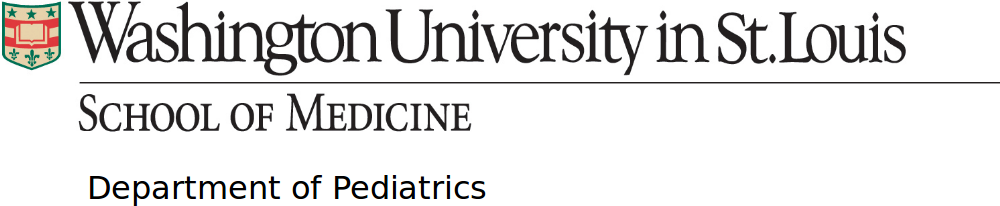 Washington University in St. Louis
SCHOOL OF MEDICINE
Department of Pediatrics